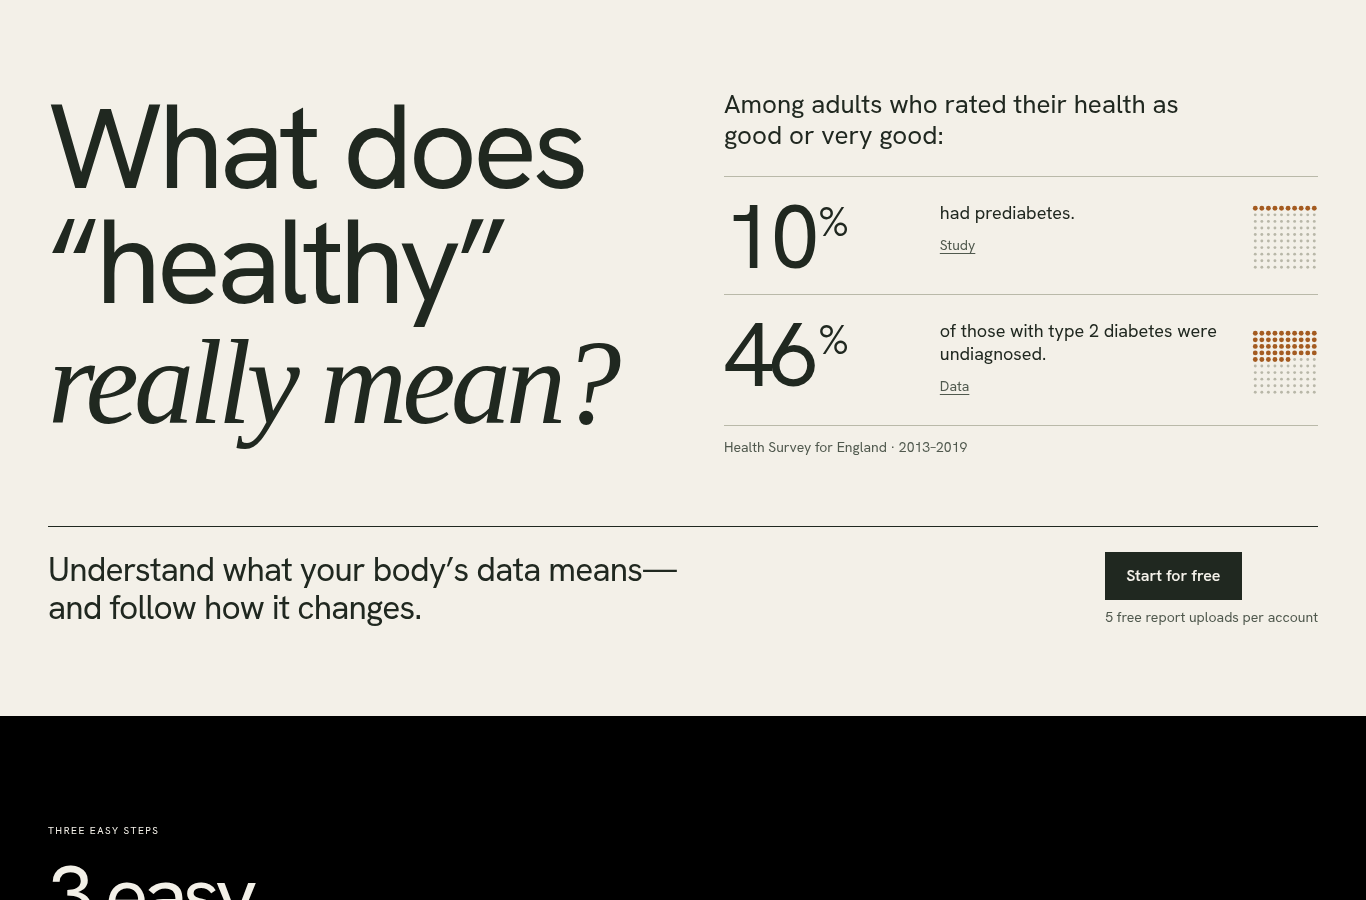 What does
“healthy”
really mean?
Among adults who rated their health as
good or very good:
10%
had prediabetes.
Study
46%
of those with type 2 diabetes were
undiagnosed.
Data
Health Survey for England · 2013–2019
Understand what your body’s data means—
and follow how it changes.
Start for free
5 free report uploads per account
THREE EASY STEPS
3 easy